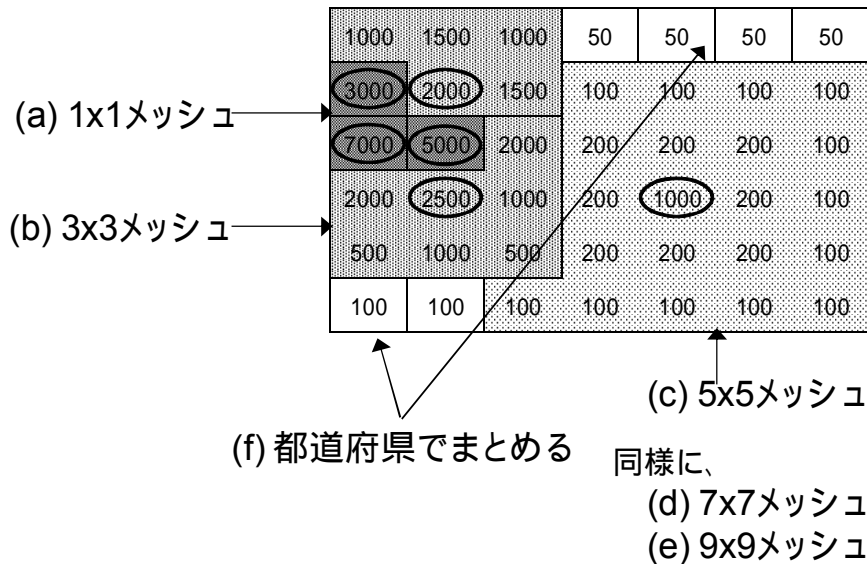 1000 1500 1000 50 50 50 50
3000 2000 1500 100 100 100 100
(a) 1x1メッシュ
7000 5000 2000 200 200 200 100
2000 2500 1000 200 1000 200 100
(b) 3x3メッシュ
500 1000 500 200 200 200 100
100 100 100 100 100 100 100
(c) 5x5メッシュ
(f) 都道府県でまとめる
同様に、
(d) 7x7メッシュ
(e) 9x9メッシュ